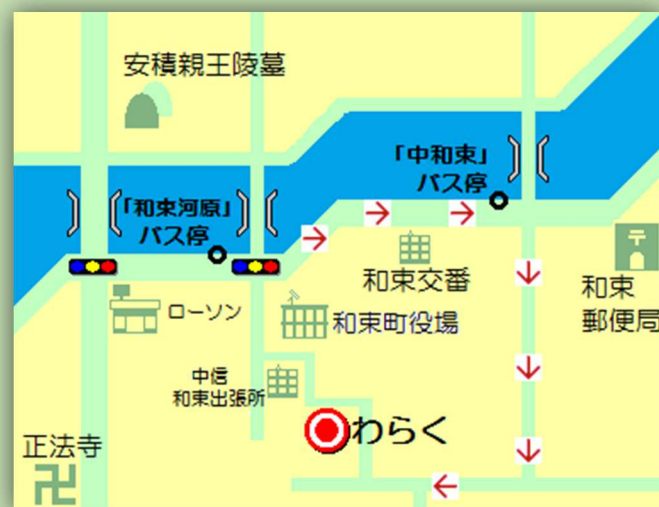 安積親王陵墓
「中和束」
バス停
「和束河原」
バス停
和束交番
和束
郵便局
ローソン
和束町役場
中信
和束出張所
わらく
正法寺